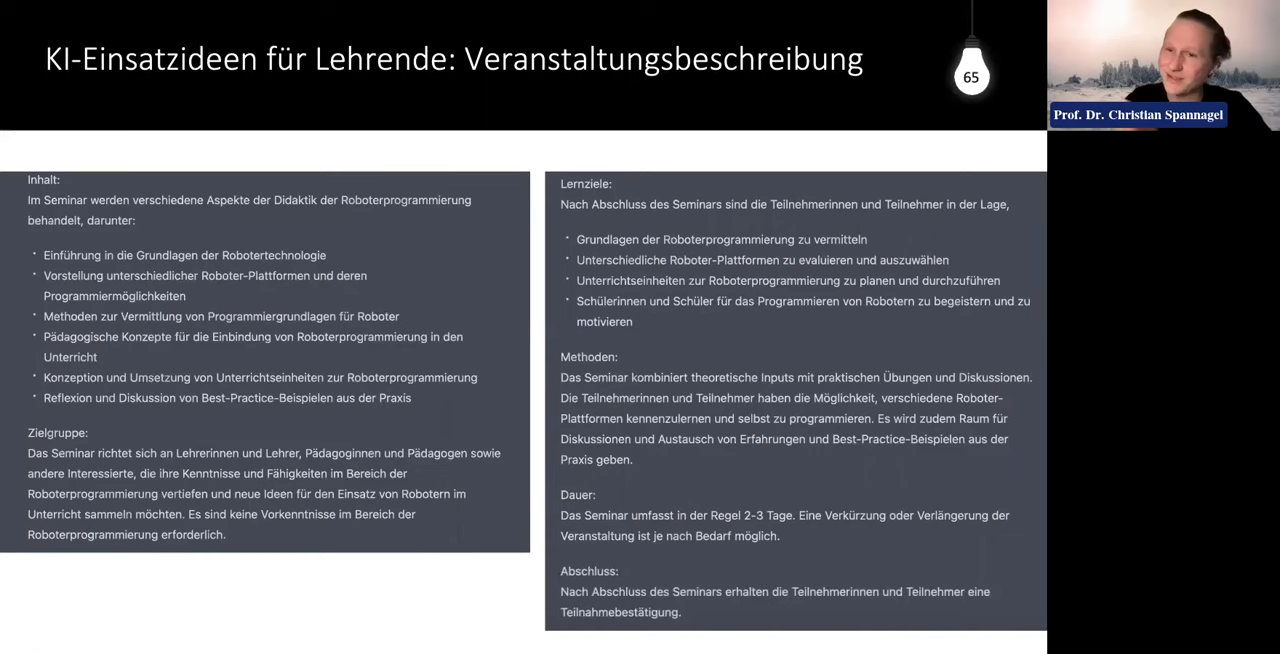 KI-Einsatzideen für Lehrende: Veranstaltungsbeschreibung
65
Prof. Dr. Christian Spannagel
Inhalt:
Im Seminar werden verschiedene Aspekte der Didaktik der Roboterprogrammierung
behandelt, darunter:
· Einführung in die Grundlagen der Robotertechnologie
· Vorstellung unterschiedlicher Roboter-Plattformen und deren
Programmiermöglichkeiten
· Methoden zur Vermittlung von Programmiergrundlagen für Roboter
· Pädagogische Konzepte für die Einbindung von Roboterprogrammierung in den
Unterricht
· Konzeption und Umsetzung von Unterrichtseinheiten zur Roboterprogrammierung
· Reflexion und Diskussion von Best-Practice-Beispielen aus der Praxis
Zielgruppe:
Das Seminar richtet sich an Lehrerinnen und Lehrer, Pädagoginnen und Pädagogen sowie
andere Interessierte, die ihre Kenntnisse und Fähigkeiten im Bereich der
Roboterprogrammierung vertiefen und neue Ideen für den Einsatz von Robotern im
Unterricht sammeln möchten. Es sind keine Vorkenntnisse im Bereich der
Roboterprogrammierung erforderlich.
Lernziele:
Nach Abschluss des Seminars sind die Teilnehmerinnen und Teilnehmer in der Lage,
· Grundlagen der Roboterprogrammierung zu vermitteln
· Unterschiedliche Roboter-Plattformen zu evaluieren und auszuwählen
· Unterrichtseinheiten zur Roboterprogrammierung zu planen und durchzuführen
· Schülerinnen und Schüler für das Programmieren von Robotern zu begeistern und zu
motivieren
Methoden:
Das Seminar kombiniert theoretische Inputs mit praktischen Übungen und Diskussionen.
Die Teilnehmerinnen und Teilnehmer haben die Möglichkeit, verschiedene Roboter-
Plattformen kennenzulernen und selbst zu programmieren. Es wird zudem Raum für
Diskussionen und Austausch von Erfahrungen und Best-Practice-Beispielen aus der
Praxis geben.
Dauer:
Das Seminar umfasst in der Regel 2-3 Tage. Eine Verkürzung oder Verlängerung der
Veranstaltung ist je nach Bedarf möglich.
Abschluss:
Nach Abschluss des Seminars erhalten die Teilnehmerinnen und Teilnehmer eine
Teilnahmebestätigung.